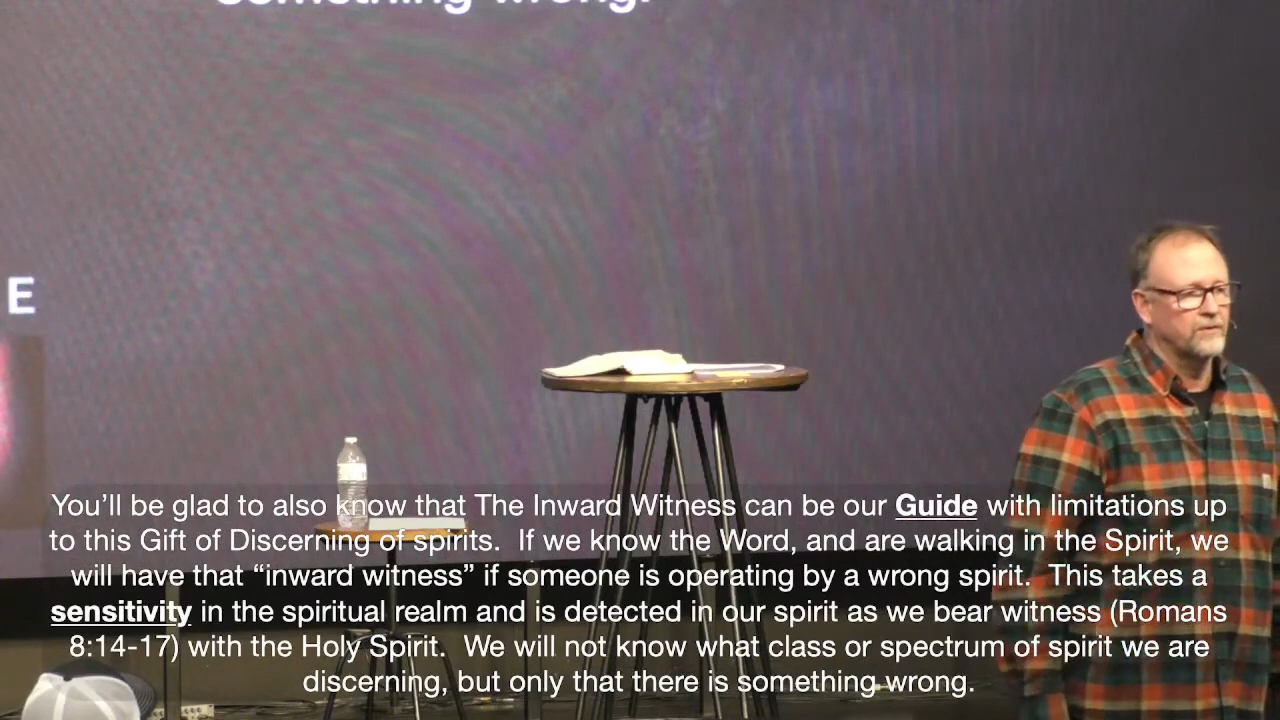 something wrong.
E
You’ll be glad to also know that The Inward Witness can be our Guide with limitations up
to this Gift of Discerning of spirits.  If we know the Word, and are walking in the Spirit, we
will have that “inward witness” if someone is operating by a wrong spirit.  This takes a
sensitivity in the spiritual realm and is detected in our spirit as we bear witness (Romans
8:14-17) with the Holy Spirit.  We will not know what class or spectrum of spirit we are
discerning, but only that there is something wrong.